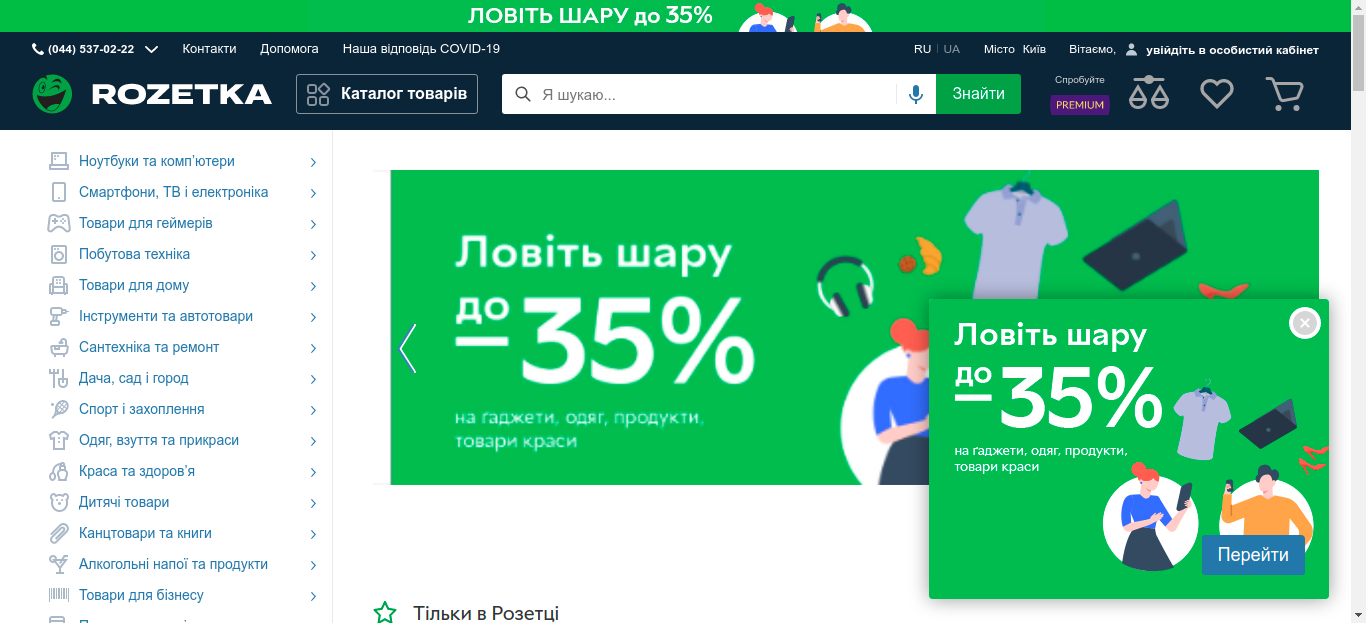 ЛОВІТЬ ШАРУ до 35%
(044) 537-02-22 Контакти Допомога Наша відповідь COVID-19 RU UA Місто Київ Вітаємо, увійдіть в особистий кабінет
ROZETKA Каталог товарів Я шукаю... Знайти Спробуйте
PREMIUM
Ноутбуки та комп'ютери
Смартфони, ТВ і електроніка
Товари для геймерів
Побутова техніка
Товари для дому
Інструменти та автотовари
Сантехніка та ремонт
Дача, сад і город
Спорт і захоплення
Одяг, взуття та прикраси
Краса та здоров'я
Дитячі товари
Канцтовари та книги
Алкогольні напої та продукти
Товари для бізнесу
Ловіть шару
до
–35%
на ґаджети, одяг, продукти,
товари краси
Ловіть шару
до
–35%
на ґаджети, одяг, продукти,
товари краси
Перейти
Тільки в Розетці